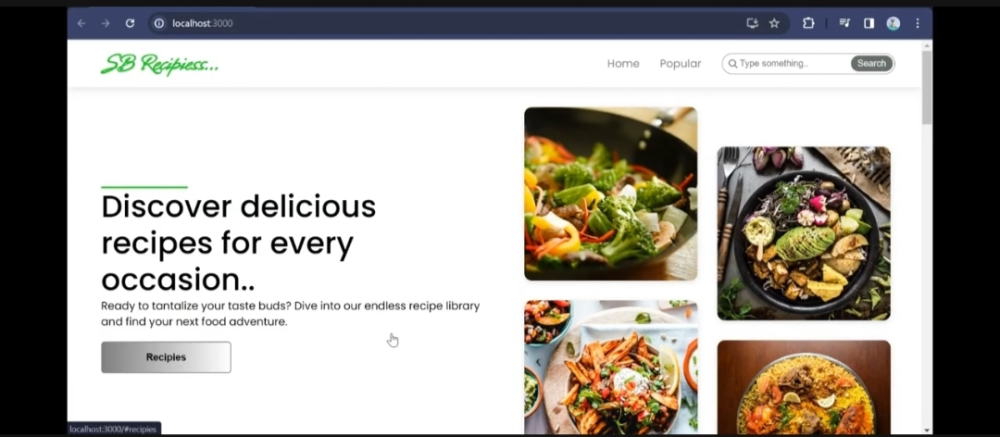 localhost:3000
SB Recipiess...
Home
Popular
Type something..
Search
Discover delicious
recipes for every
occasion..
Ready to tantalize your taste buds? Dive into our endless recipe library
and find your next food adventure.
Recipies
localhost:3000/#recipies